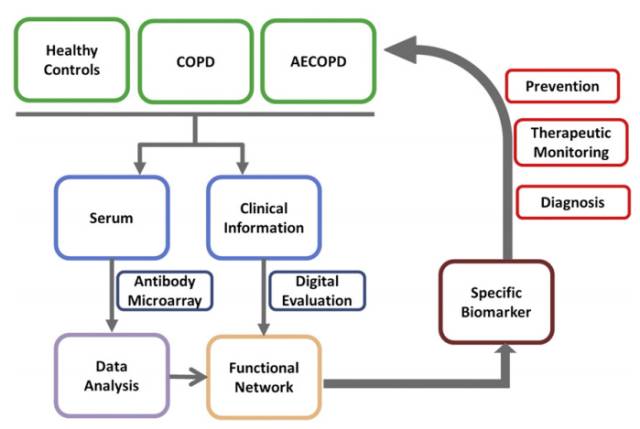 Healthy
Controls
COPD
AECOPD
Prevention
Therapeutic
Monitoring
Diagnosis
Serum
Clinical
Information
Antibody
Microarray
Digital
Evaluation
Specific
Biomarker
Data
Analysis
Functional
Network